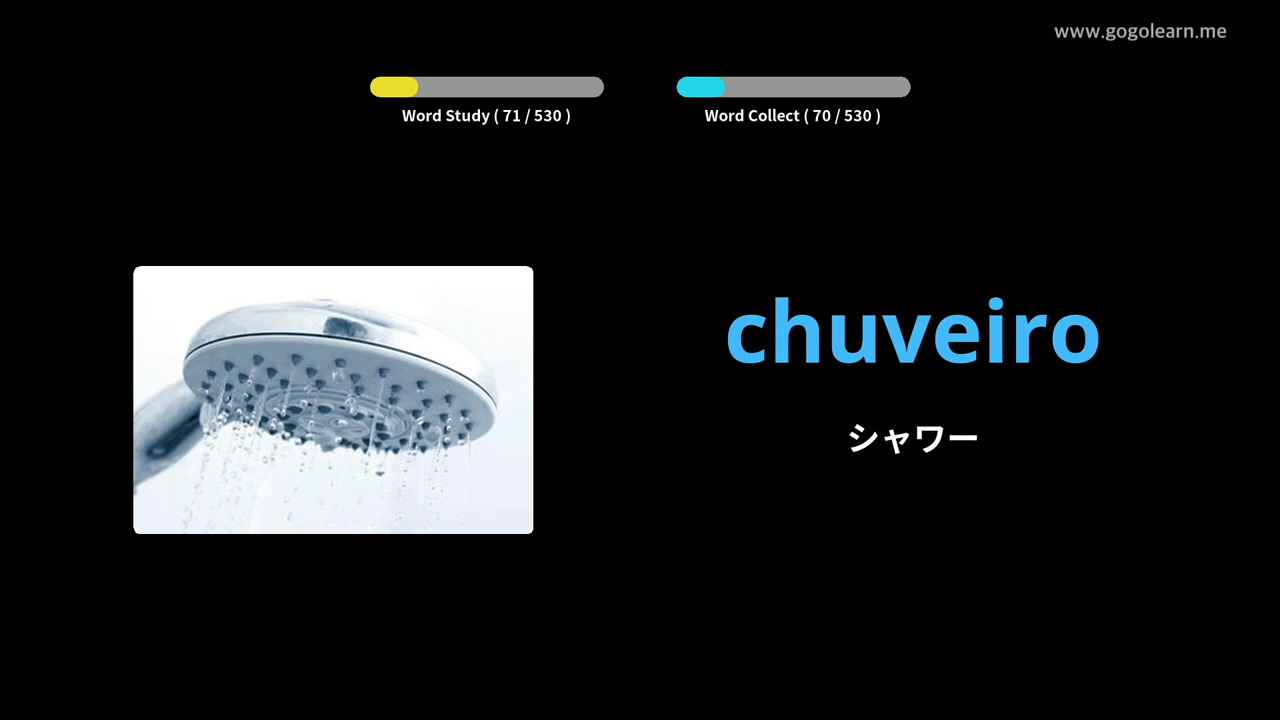 www.gogolearn.me
Word Study ( 71 / 530 )
Word Collect ( 70 / 530 )
chuveiro
シャワー